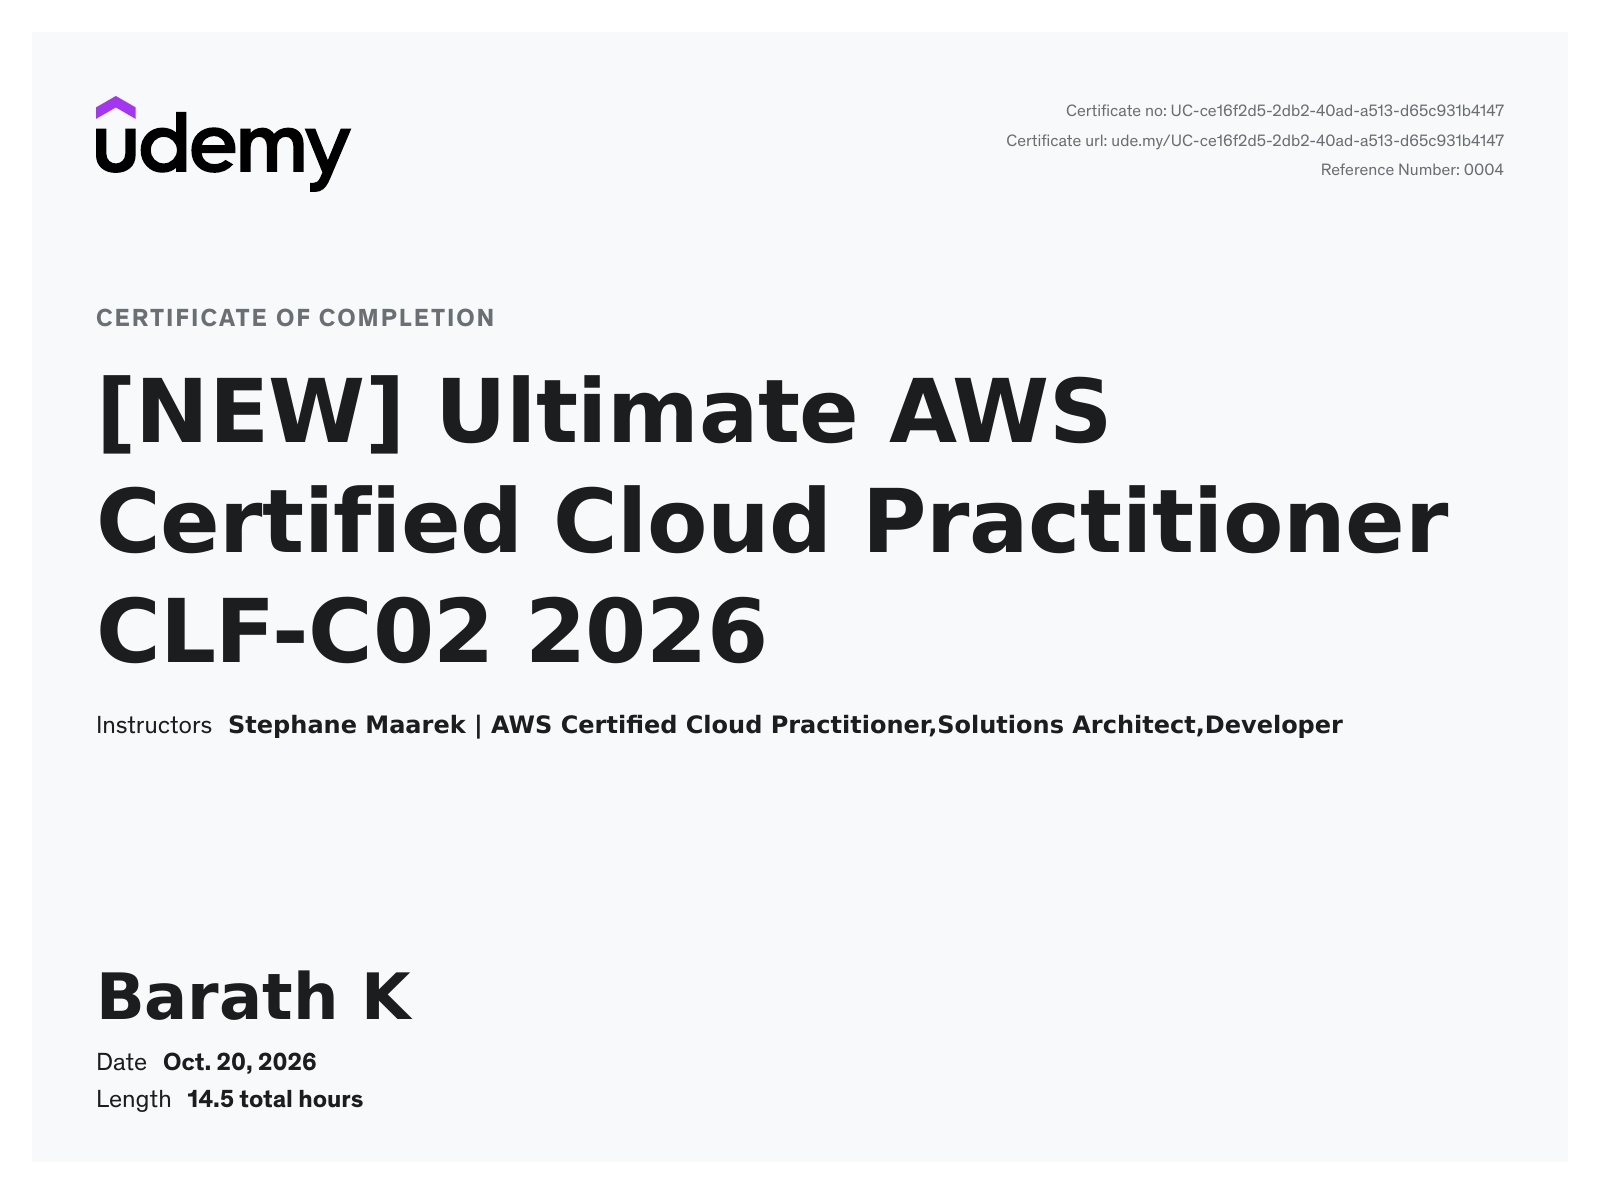 udemy
Certificate no: UC-ce16f2d5-2db2-40ad-a513-d65c931b4147
Certificate url: ude.my/UC-ce16f2d5-2db2-40ad-a513-d65c931b4147
Reference Number: 0004
CERTIFICATE OF COMPLETION
[NEW] Ultimate AWS
Certified Cloud Practitioner
CLF-C02 2026
Instructors Stephane Maarek | AWS Certified Cloud Practitioner,Solutions Architect,Developer
Barath K
Date Oct. 20, 2026
Length 14.5 total hours